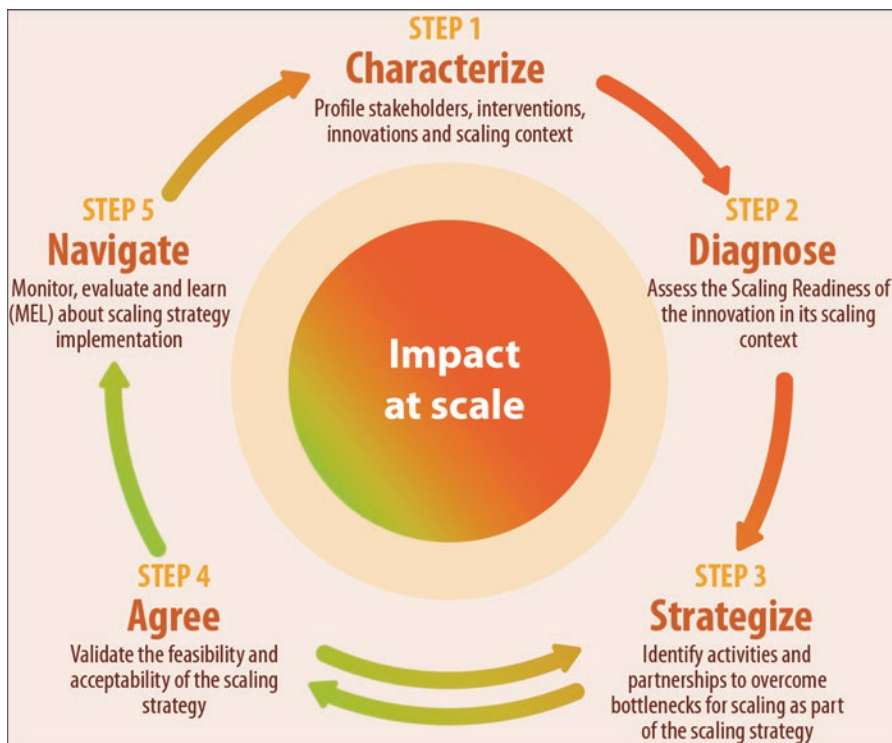 STEP 1
Characterize
Profile stakeholders, interventions,
innovations and scaling context
STEP 2
Diagnose
Assess the Scaling Readiness of
the innovation in its scaling
context
STEP 3
Strategize
Identify activities and
partnerships to overcome
bottlenecks for scaling as part
of the scaling strategy
STEP 4
Agree
Validate the feasibility and
acceptability of the scaling
strategy
STEP 5
Navigate
Monitor, evaluate and learn
(MEL) about scaling strategy
implementation
Impact
at scale